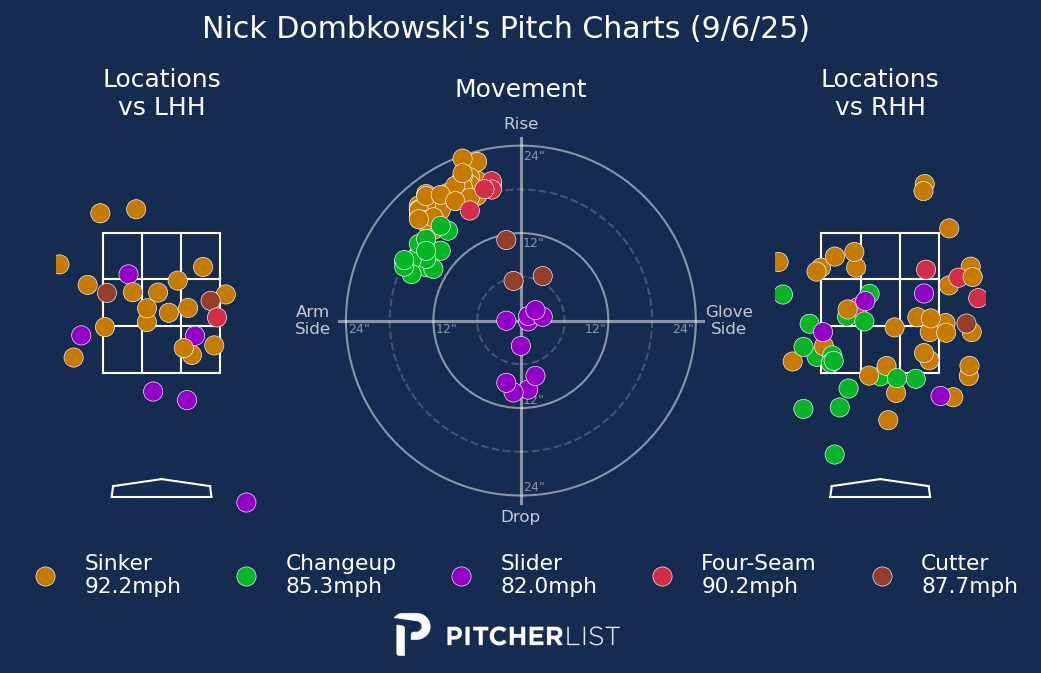 Nick Dombkowski's Pitch Charts (9/6/25)
Locations
vs LHH
Movement
Locations
vs RHH
Rise
24"
12"
Arm
Side
24"
12"
12"
24"
Glove
Side
12"
24"
Drop
Sinker
92.2mph
Changeup
85.3mph
Slider
82.0mph
Four-Seam
90.2mph
Cutter
87.7mph
PITCHERLIST